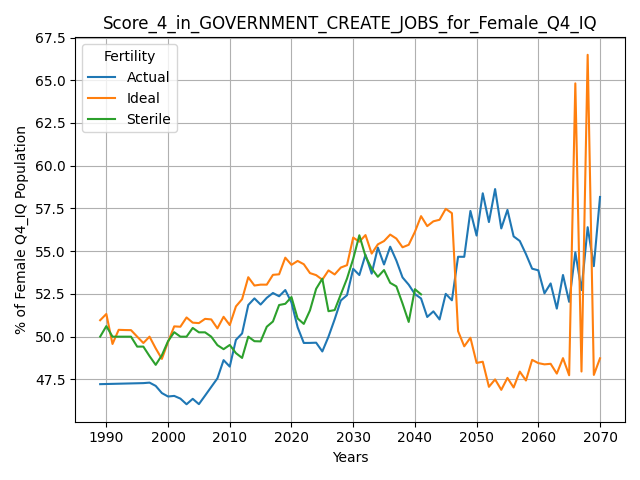 Score_4_in_GOVERNMENT_CREATE_JOBS_for_Female_Q4_IQ
% of Female Q4_IQ Population
67.5
65.0
62.5
60.0
57.5
55.0
52.5
50.0
47.5
Fertility
Actual
Ideal
Sterile
1990 2000 2010 2020 2030 2040 2050 2060 2070
Years